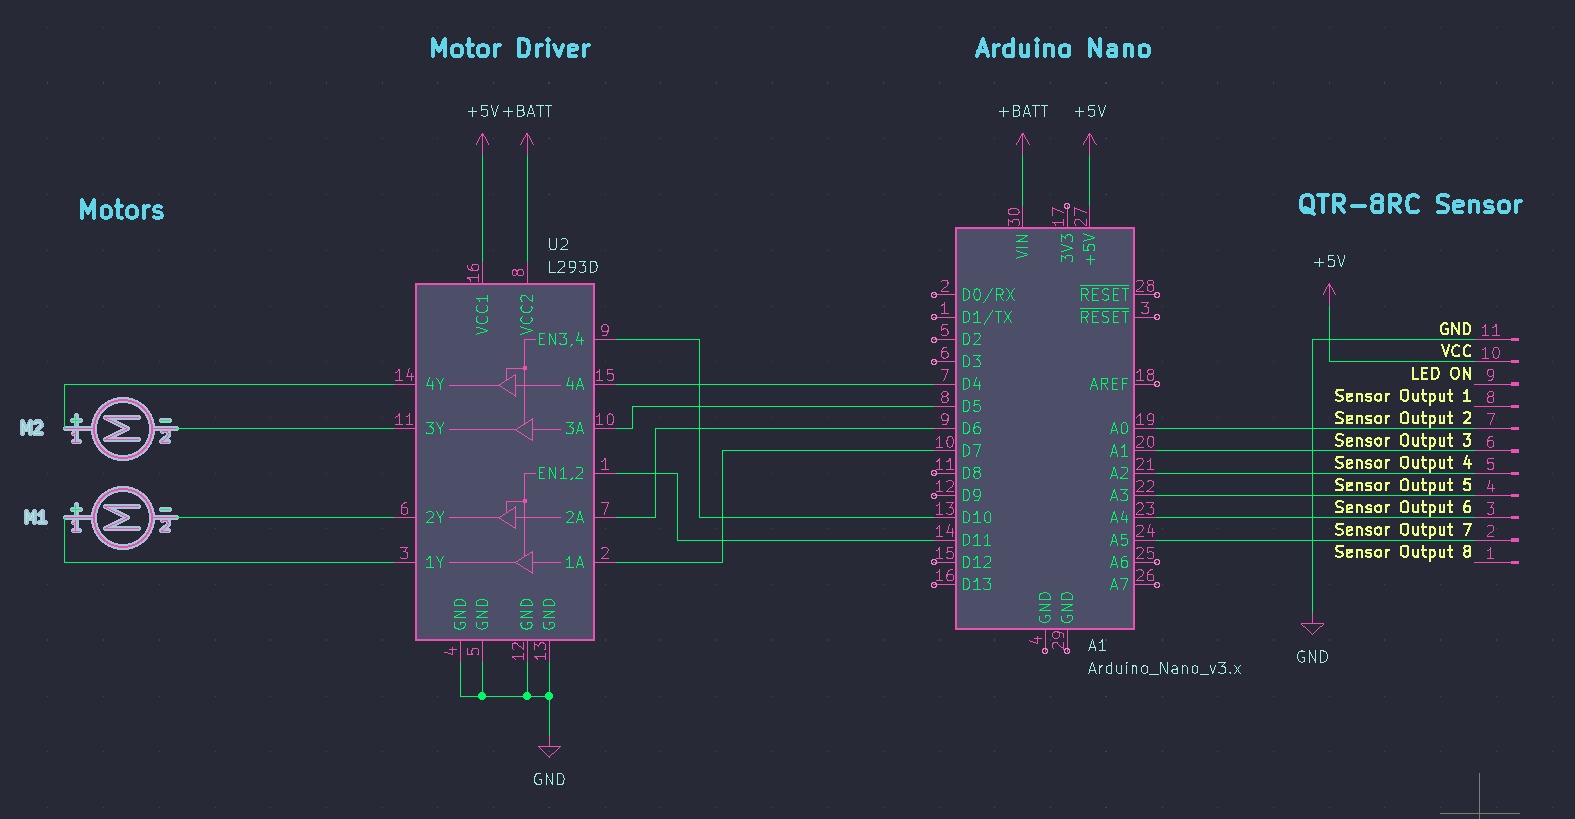 Motor Driver
Arduino Nano
+5V +BATT
+BATT +5V
Motors
QTR-8RC Sensor
U2
L293D
16 8
VCC1 VCC2
EN3,4 9
14 4Y 4A 15
11 3Y 3A 10
EN1,2 1
6 2Y 2A 7
3 1Y 1A 2
GND GND GND GND
4 5 12 13
GND
M2 + 1 M - 2
M1 + 1 M - 2
30 17 27
VIN 3V3 +5V
2 D0/RX RESET 28
1 D1/TX RESET 3
5 D2
6 D3
7 D4 AREF 18
8 D5
9 D6 A0 19
10 D7 A1 20
11 D8 A2 21
12 D9 A3 22
13 D10 A4 23
14 D11 A5 24
15 D12 A6 25
16 D13 A7 26
GND GND
4 29
A1
Arduino_Nano_v3.x
+5V
GND 11
VCC 10
LED ON 9
Sensor Output 1 8
Sensor Output 2 7
Sensor Output 3 6
Sensor Output 4 5
Sensor Output 5 4
Sensor Output 6 3
Sensor Output 7 2
Sensor Output 8 1
GND